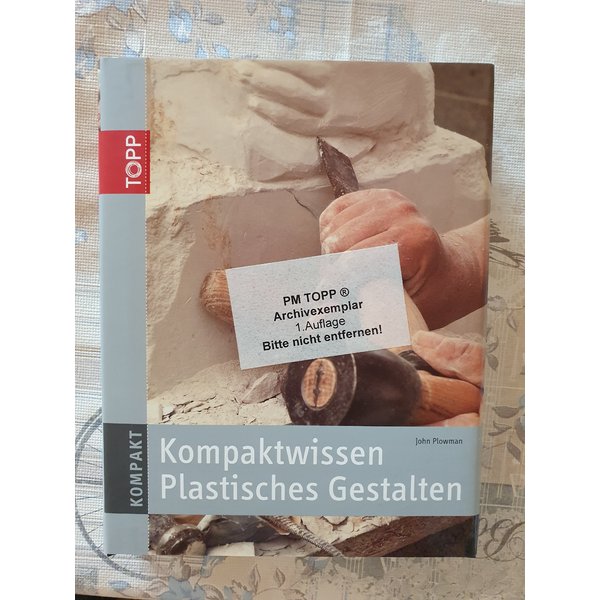 TOPP
PM TOPP ®
Archivexemplar
1.Auflage
Bitte nicht entfernen!
John Plowman
KOMPAKT
Kompaktwissen
Plastisches Gestalten